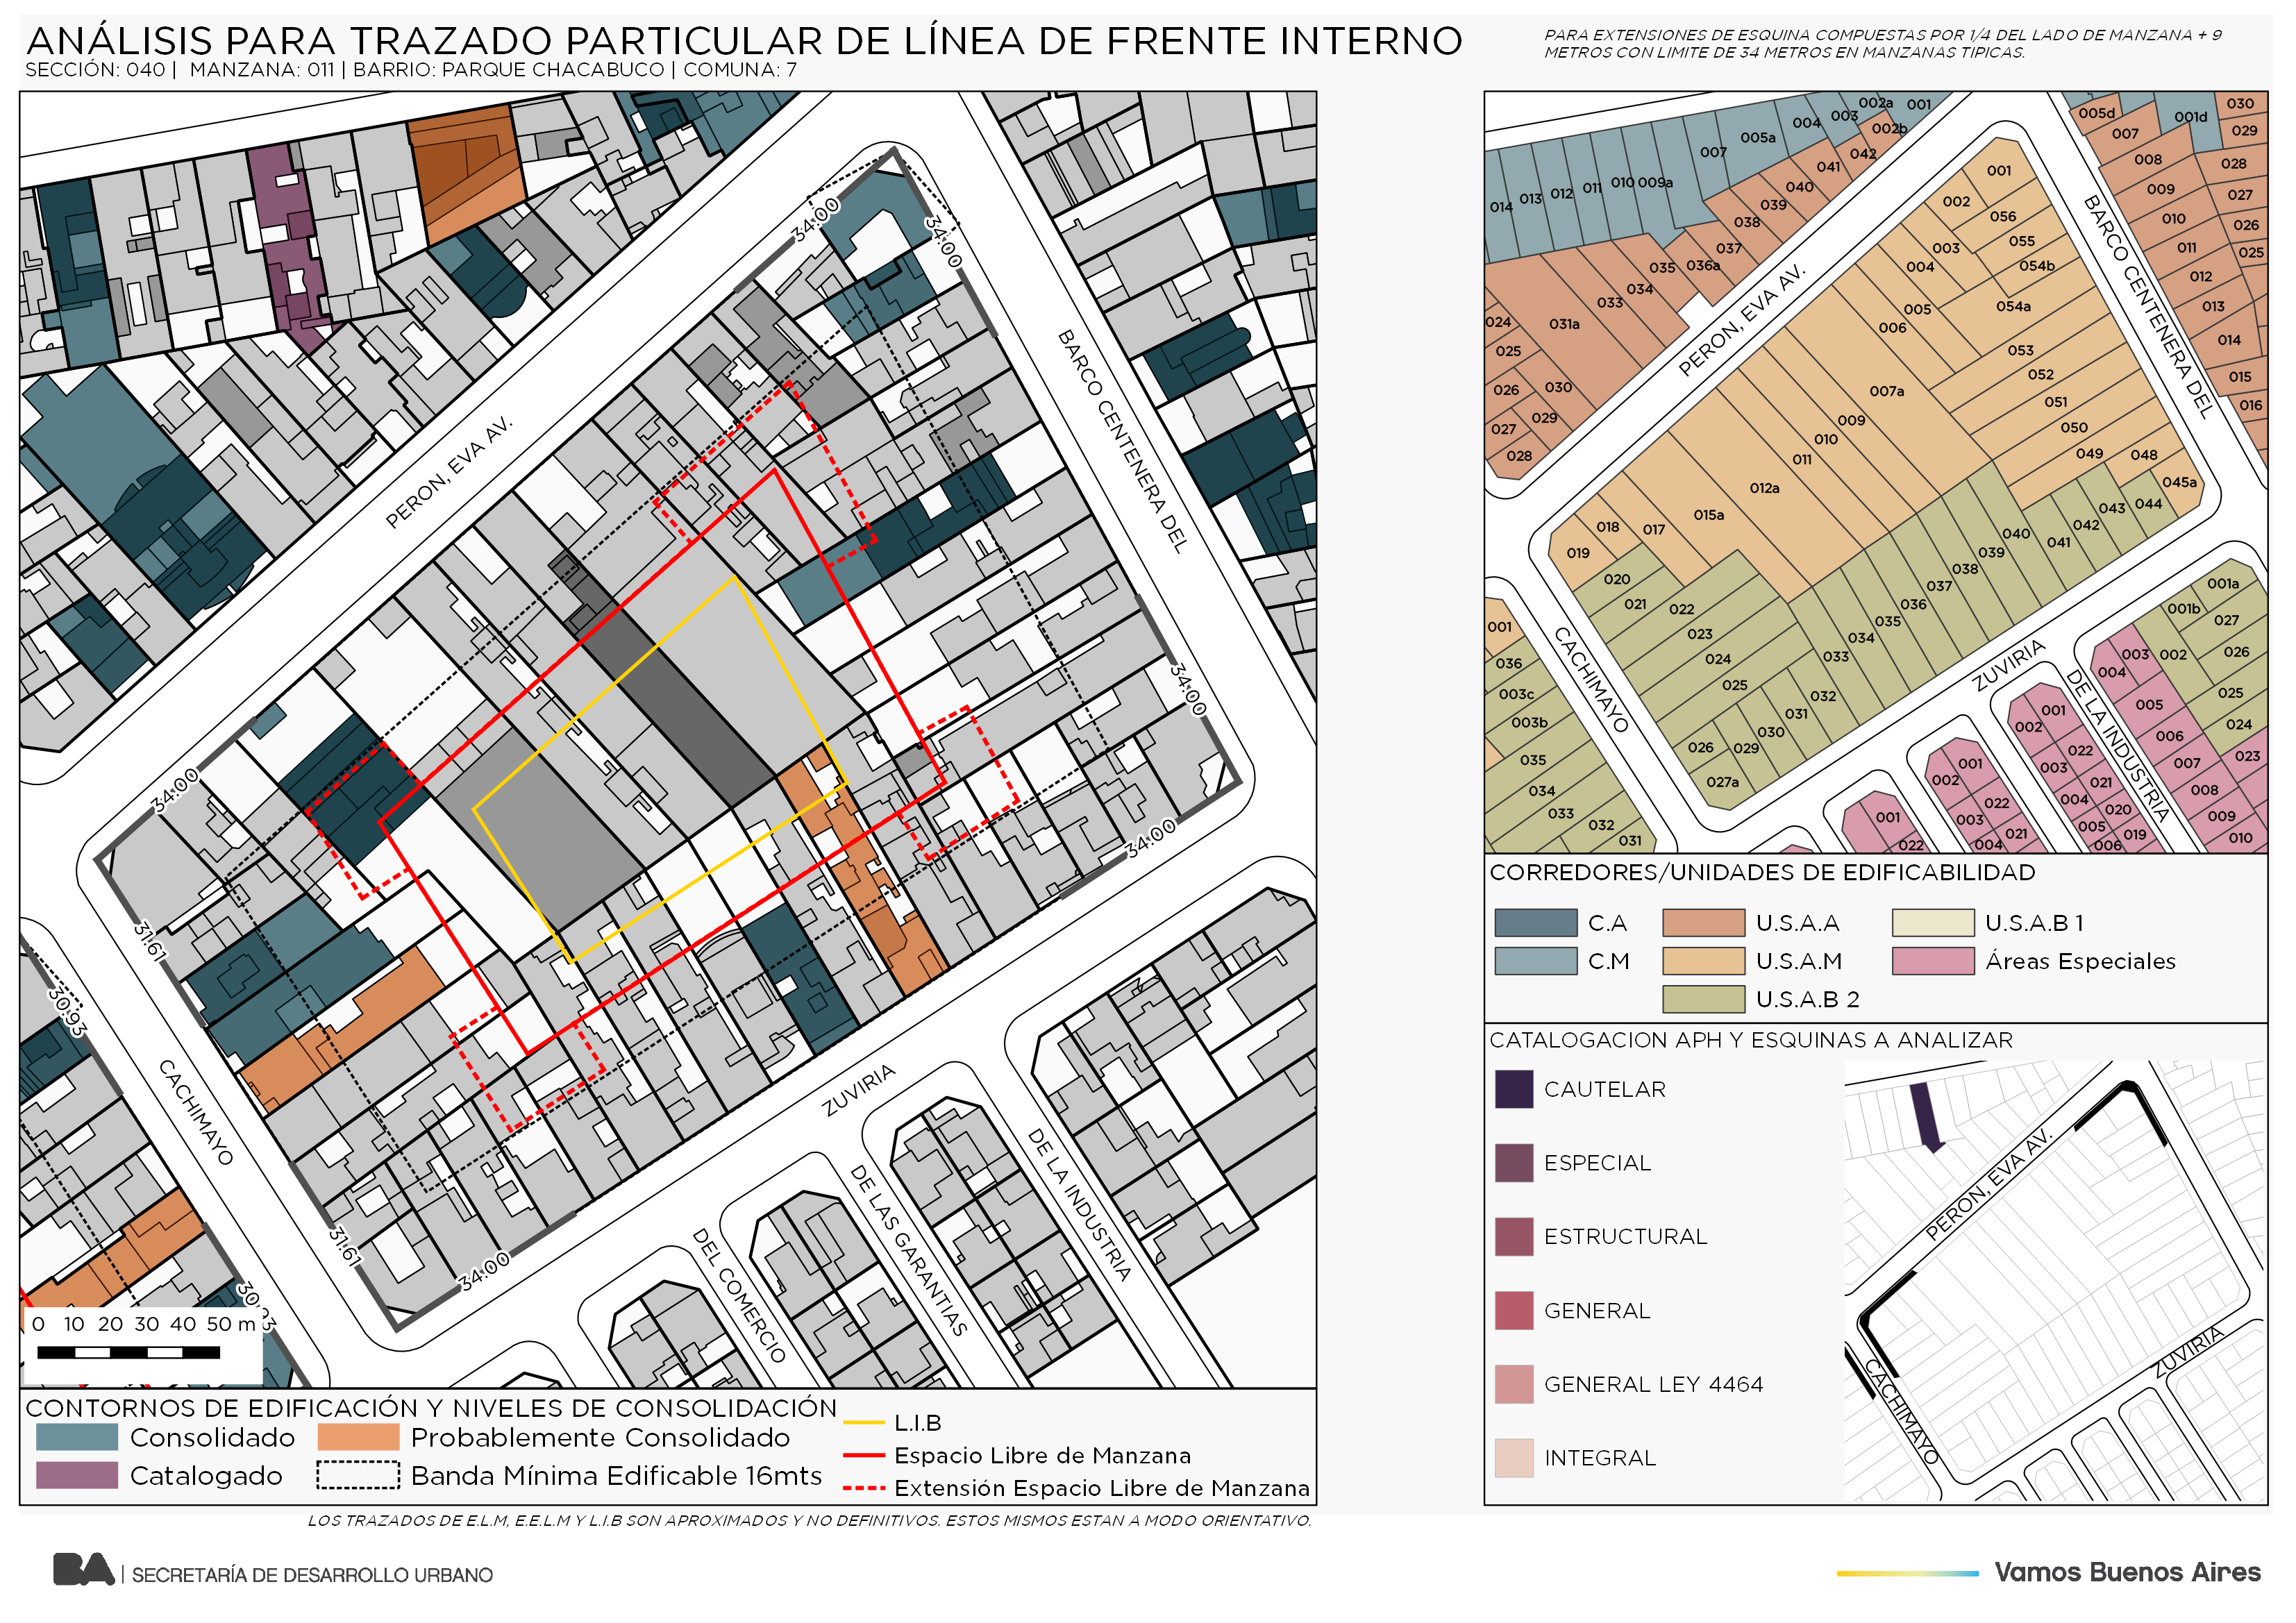 ANÁLISIS PARA TRAZADO PARTICULAR DE LÍNEA DE FRENTE INTERNO
SECCIÓN: 040 | MANZANA: 011 | BARRIO: PARQUE CHACABUCO | COMUNA: 7
PARA EXTENSIONES DE ESQUINA COMPUESTAS POR 1/4 DEL LADO DE MANZANA + 9
METROS CON LIMITE DE 34 METROS EN MANZANAS TIPICAS.
34.00
34.00
PERON, EVA AV.
BARCO CENTENERA DEL
34.00
34.00
34.00
31.61
30.93
CACHIMAYO
ZUVIRIA
31.61
34.00
DEL COMERCIO
DE LAS GARANTIAS
DE LA INDUSTRIA
0 10 20 30 40 50 m
CONTORNOS DE EDIFICACIÓN Y NIVELES DE CONSOLIDACIÓN
Consolidado
Probablemente Consolidado
Catalogado
Banda Mínima Edificable 16mts
L.I.B
Espacio Libre de Manzana
Extensión Espacio Libre de Manzana
LOS TRAZADOS DE E.L.M, E.E.L.M Y L.I.B SON APROXIMADOS Y NO DEFINITIVOS. ESTOS MISMOS ESTAN A MODO ORIENTATIVO.
014 013 012 011 010 009a 007 005a 004 003 002a 001
002b 042 041 040 039 038 037 036a 035 034 033 031a
024 025 026 027 028 029 030
005d 007 008 009 010 011 012 013 014 015 016
001d 030 029 028 027 026 025
PERON, EVA AV.
BARCO CENTENERA DEL
001 002 056 003 055 004 054b 005 054a 006 053 007a 052 051 009 050 010 049 048 011 045a 012a
015a 017 018 019 020 021 022 023 024 025 026 027a 029 030 031 032 033 034 035 036 037 038 039 040 041 042 043 044
CACHIMAYO
ZUVIRIA
DE LA INDUSTRIA
001 036 003c 003b 035 034 033 032 031
001a 001b 027 002 026 025 024 023
003 004 005 006 007 008 009 010
001 002 022 003 021 004 020 005 019 006
001 002 022 003 021 004
001 022
CORREDORES/UNIDADES DE EDIFICABILIDAD
C.A
U.S.A.A
U.S.A.B 1
C.M
U.S.A.M
Áreas Especiales
U.S.A.B 2
CATALOGACION APH Y ESQUINAS A ANALIZAR
CAUTELAR
ESPECIAL
ESTRUCTURAL
GENERAL
GENERAL LEY 4464
INTEGRAL
PERON, EVA AV.
CACHIMAYO
ZUVIRIA
BA | SECRETARÍA DE DESARROLLO URBANO
Vamos Buenos Aires